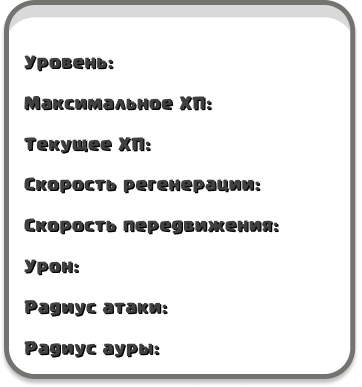 Уровень:
Максимальное ХП:
Текущее ХП:
Скорость регенерации:
Скорость передвижения:
Урон:
Радиус атаки:
Радиус ауры: